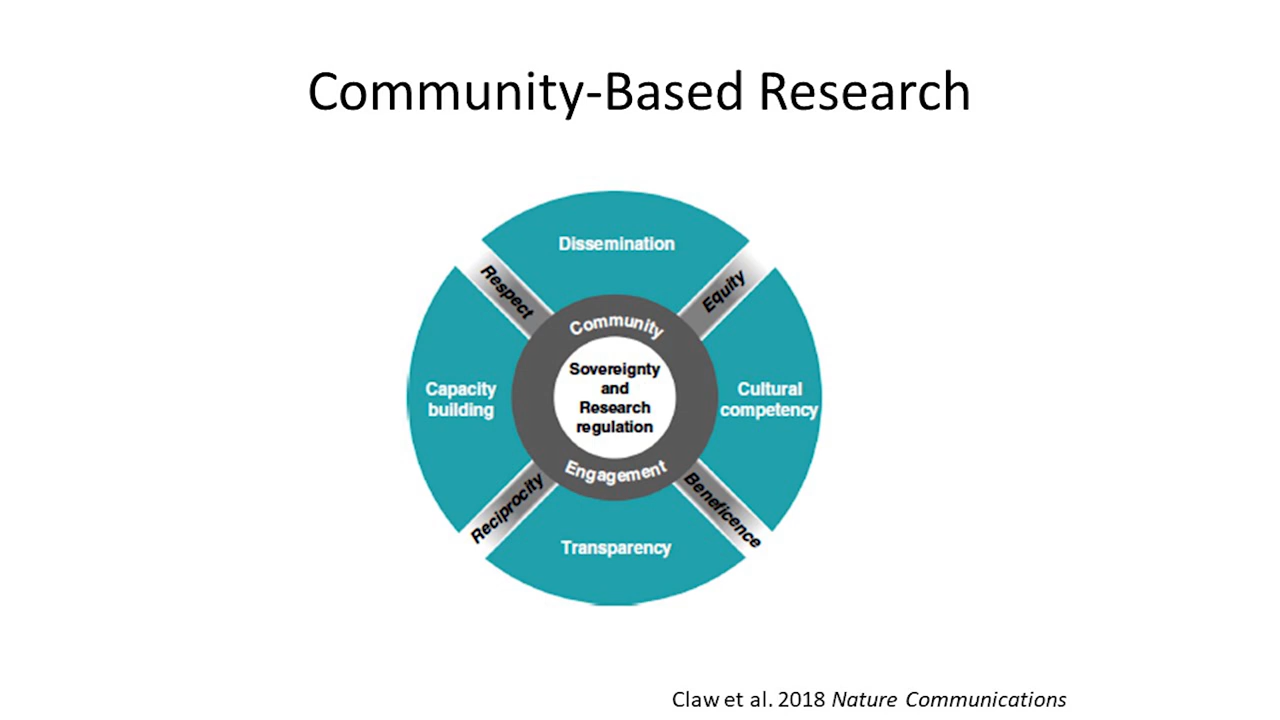 Community-Based Research
Dissemination
Respect
Equity
Community
Sovereignty
and
Research
regulation
Capacity
building
Cultural
competency
Engagement
Reciprocity
Beneficence
Transparency
Claw et al. 2018 Nature Communications